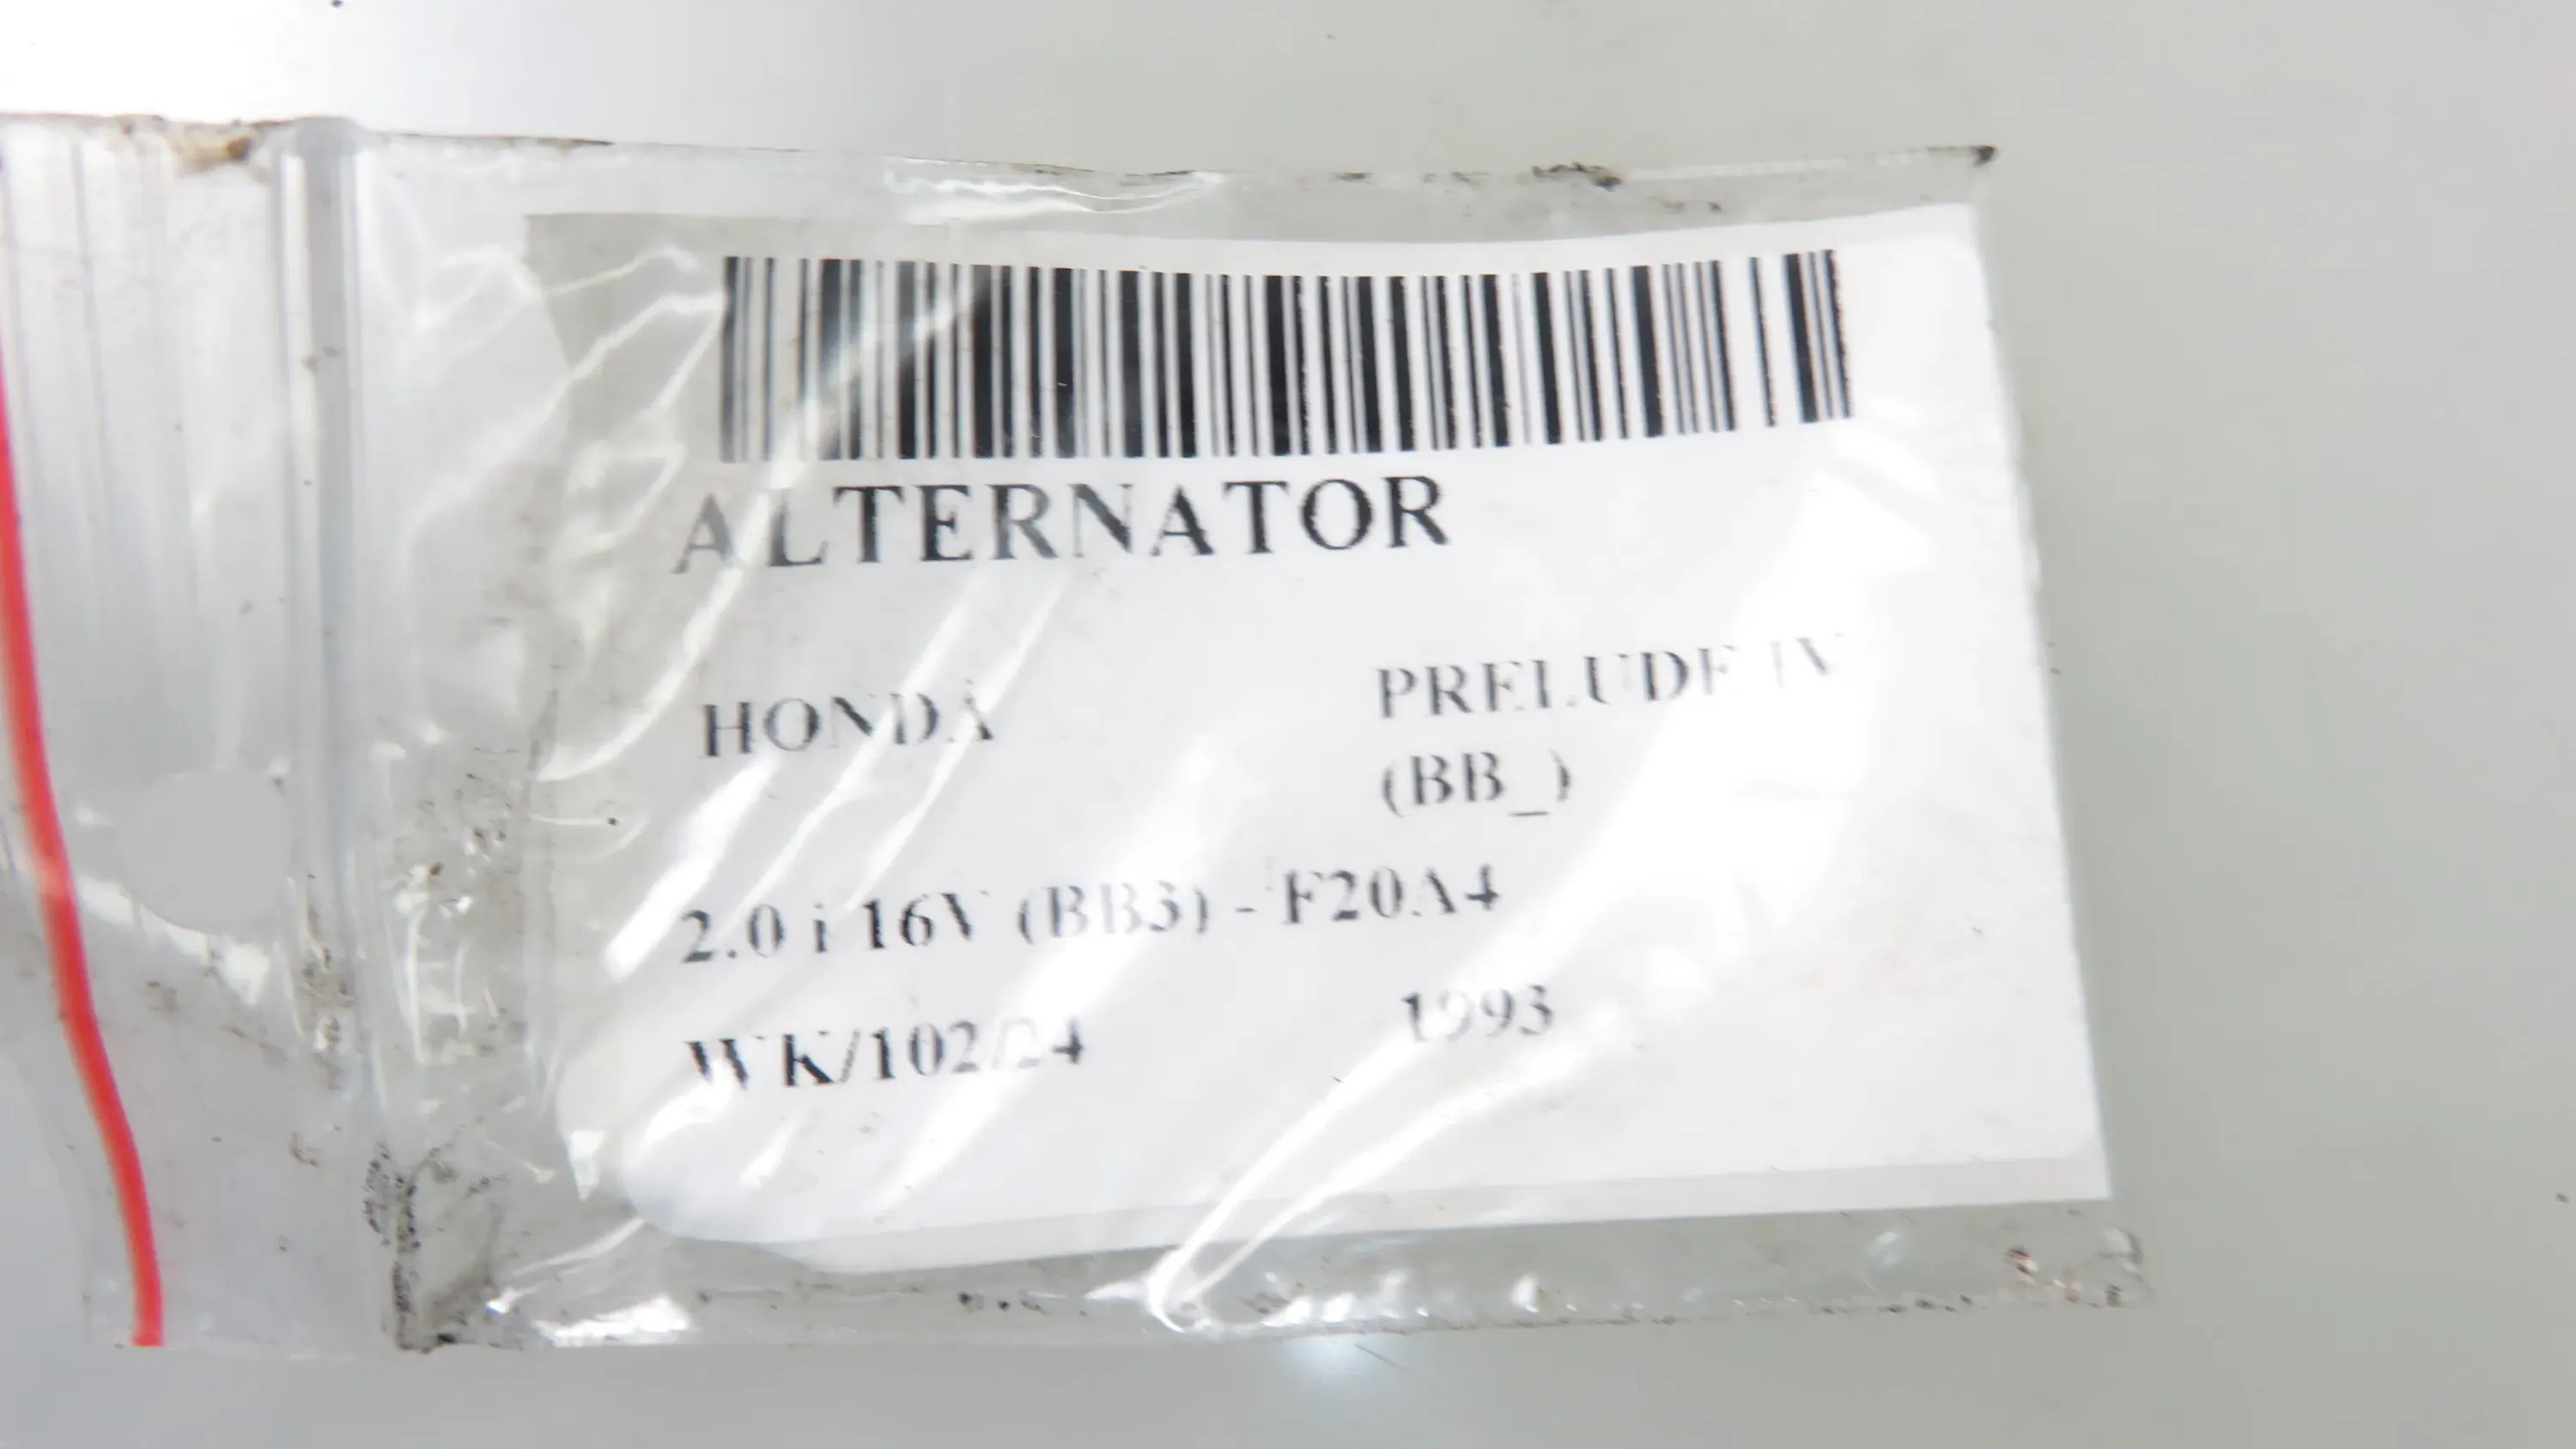 ALTERNATOR
HONDA
PRELUDE IV
(BB_)
2.0 i 16V (BB3) - F20A4
WK/102/24
1993